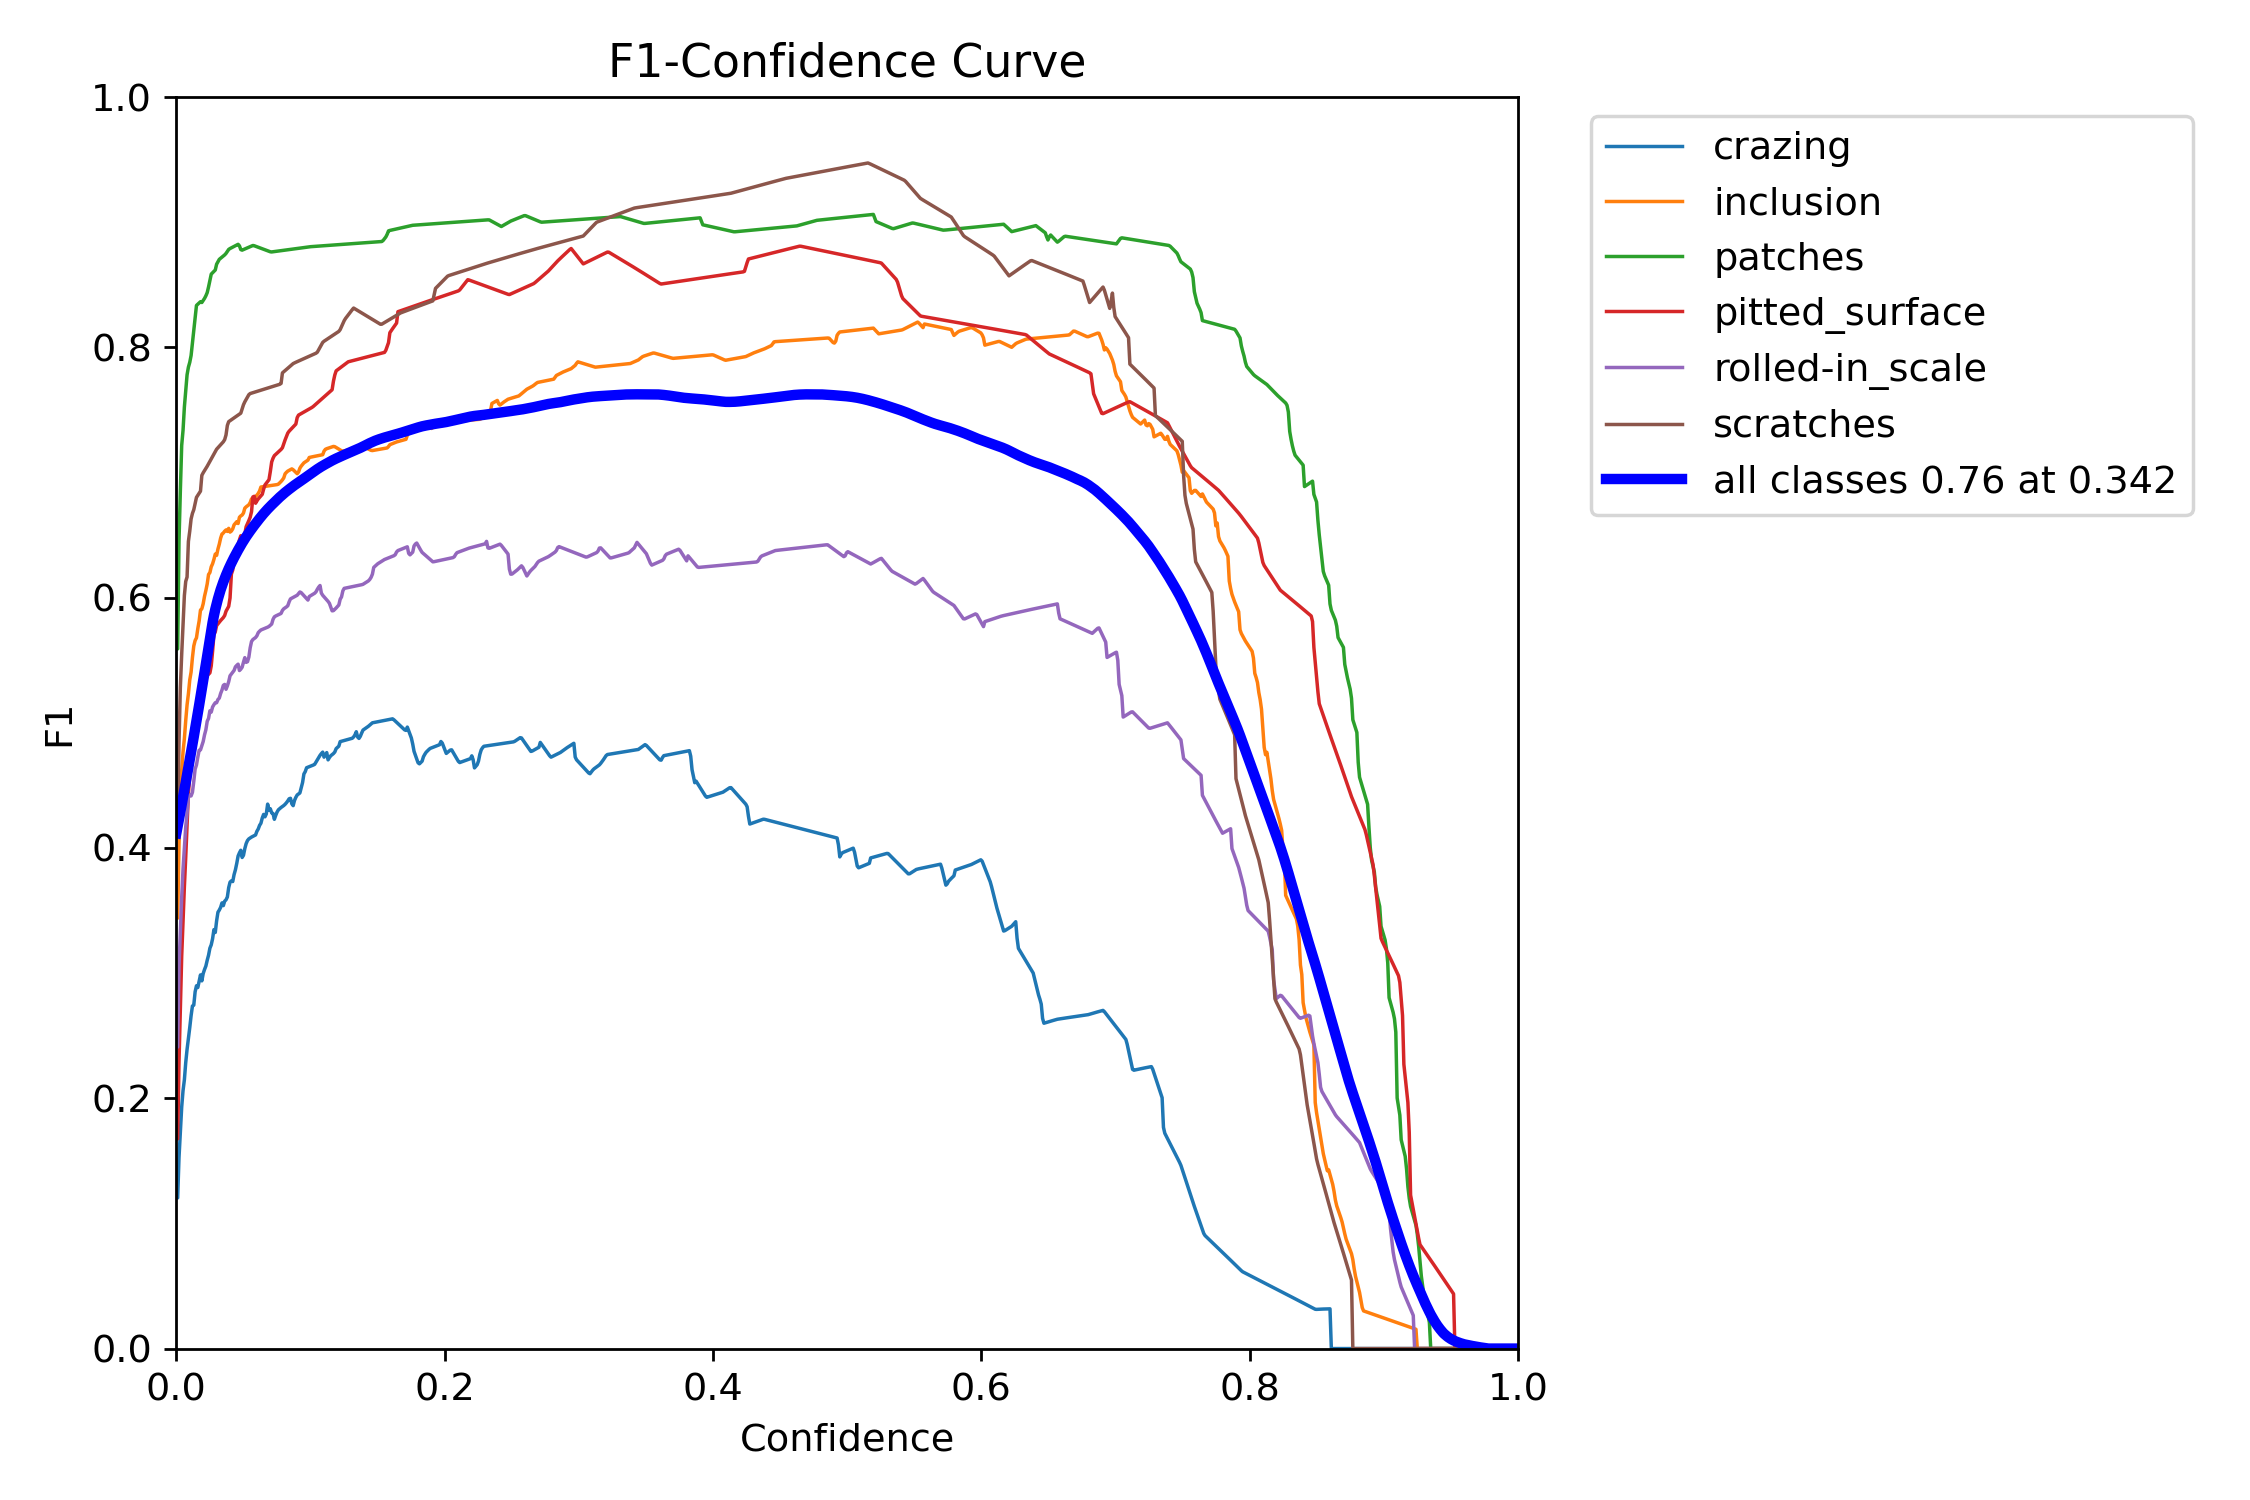 F1-Confidence Curve
1.0
0.8
0.6
0.4
0.2
0.0
F1
0.0 0.2 0.4 0.6 0.8 1.0
Confidence
crazing
inclusion
patches
pitted_surface
rolled-in_scale
scratches
all classes 0.76 at 0.342